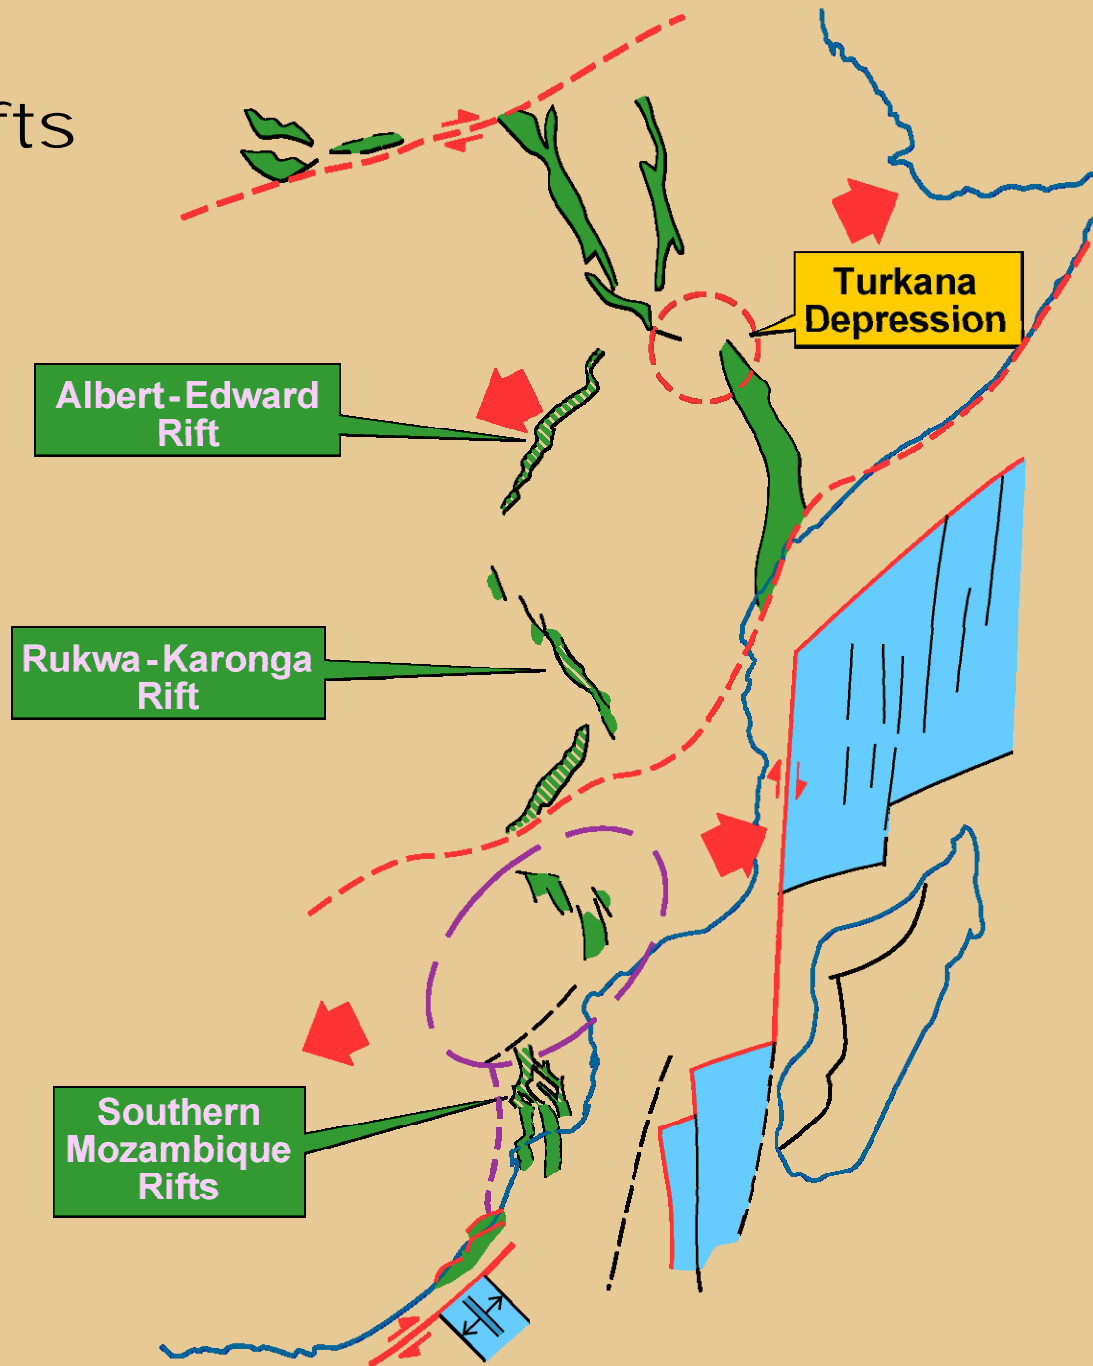 fts
Turkana
Depression
Albert-Edward
Rift
Rukwa-Karonga
Rift
Southern
Mozambique
Rifts